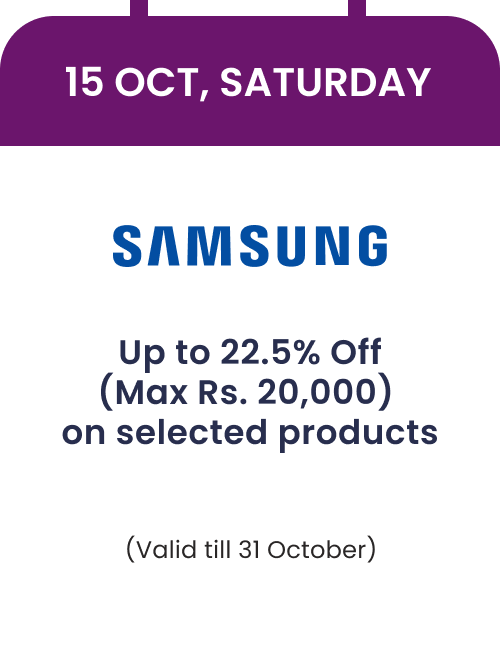 15 OCT, SATURDAY
SAMSUNG
Up to 22.5% Off
(Max Rs. 20,000)
on selected products
(Valid till 31 October)